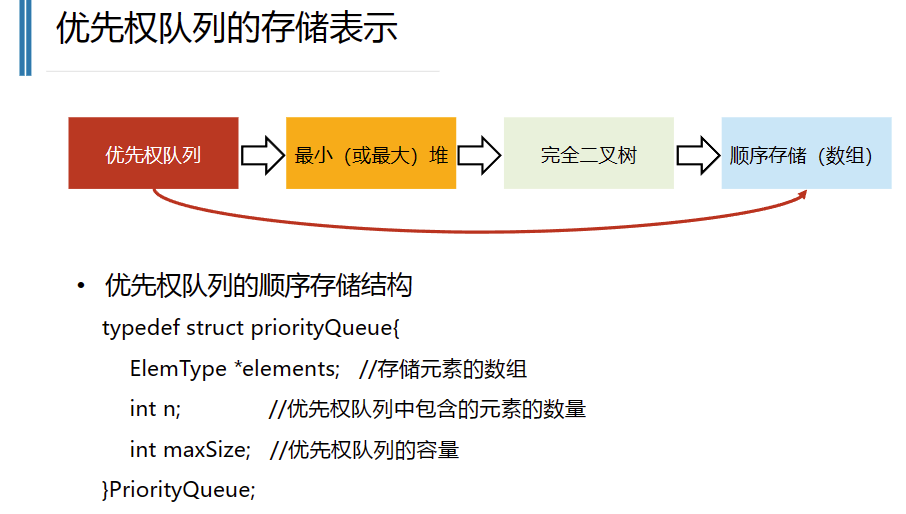 优先权队列的存储表示
优先权队列
最小（或最大）堆
完全二叉树
顺序存储（数组）
• 优先权队列的顺序存储结构
typedef struct priorityQueue{
ElemType *elements; //存储元素的数组
int n; //优先权队列中包含的元素的数量
int maxSize; //优先权队列的容量
}PriorityQueue;